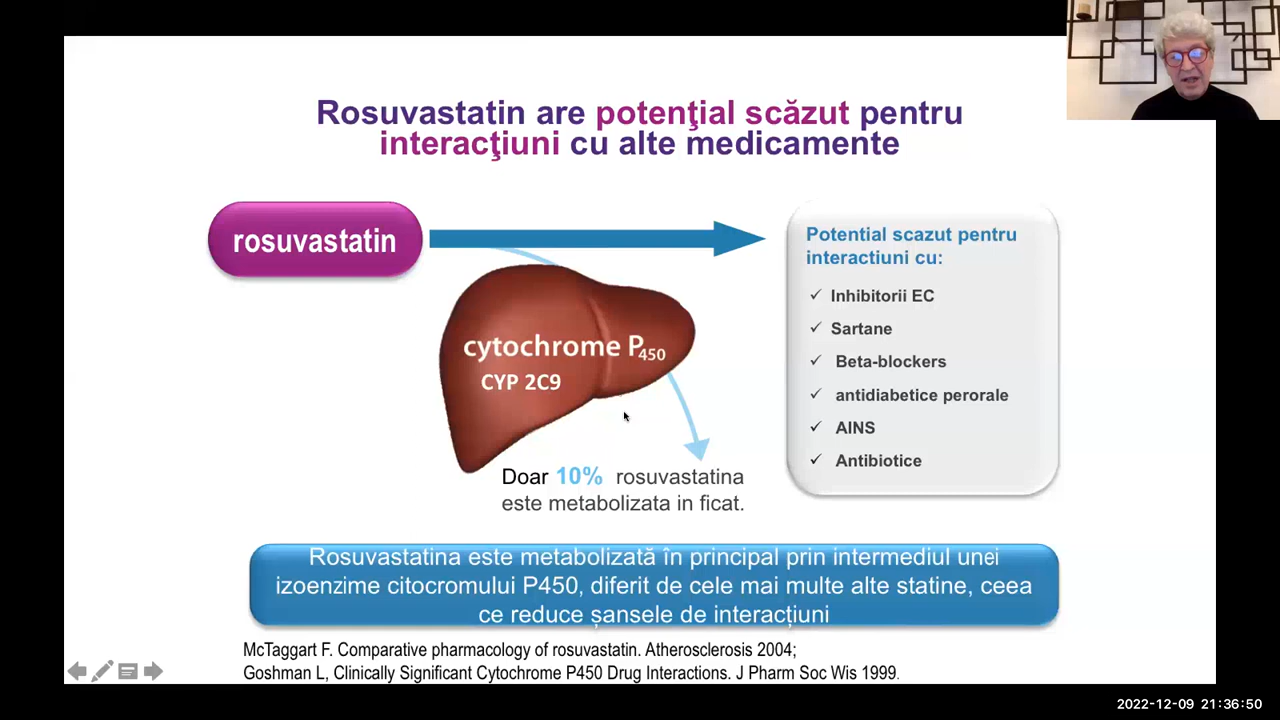 Rosuvastatin are potenţial scăzut pentru
interacţiuni cu alte medicamente
rosuvastatin
cytochrome P450
CYP 2C9
Doar 10% rosuvastatina
este metabolizata in ficat.
Potential scazut pentru
interactiuni cu:
✓ Inhibitorii EC
✓ Sartane
✓ Beta-blockers
✓ antidiabetice perorale
✓ AINS
✓ Antibiotice
Rosuvastatina este metabolizată în principal prin intermediul unei
izoenzime citocromului P450, diferit de cele mai multe alte statine, ceea
ce reduce șansele de interacțiuni
McTaggart F. Comparative pharmacology of rosuvastatin. Atherosclerosis 2004;
Goshman L, Clinically Significant Cytochrome P450 Drug Interactions. J Pharm Soc Wis 1999.
2022-12-09 21:36:50